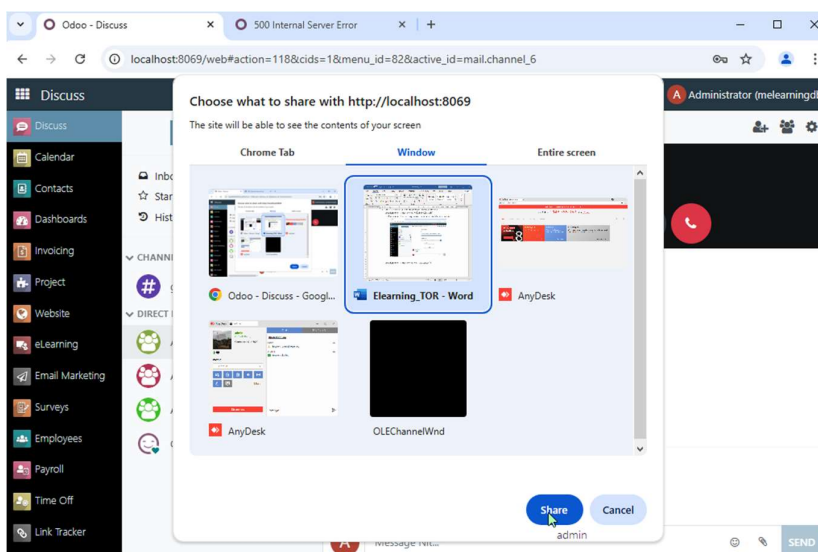 Odoo - Discuss
500 Internal Server Error
localhost:8069/web#action=118&cids=1&menu_id=82&active_id=mail.channel_6
Discuss
Administrator (melearningdl
Choose what to share with http://localhost:8069
The site will be able to see the contents of your screen
Chrome Tab
Window
Entire screen
Discuss
Calendar
Contacts
Dashboards
Invoicing
Project
Website
eLearning
Email Marketing
Surveys
Employees
Payroll
Time Off
Link Tracker
Inbo
Star
Hist
CHANN
DIRECT
Odoo - Discuss - Googl...
Elearning_TOR - Word
AnyDesk
AnyDesk
OLEChannelWnd
Share
Cancel
admin
Message Nit...
SEND